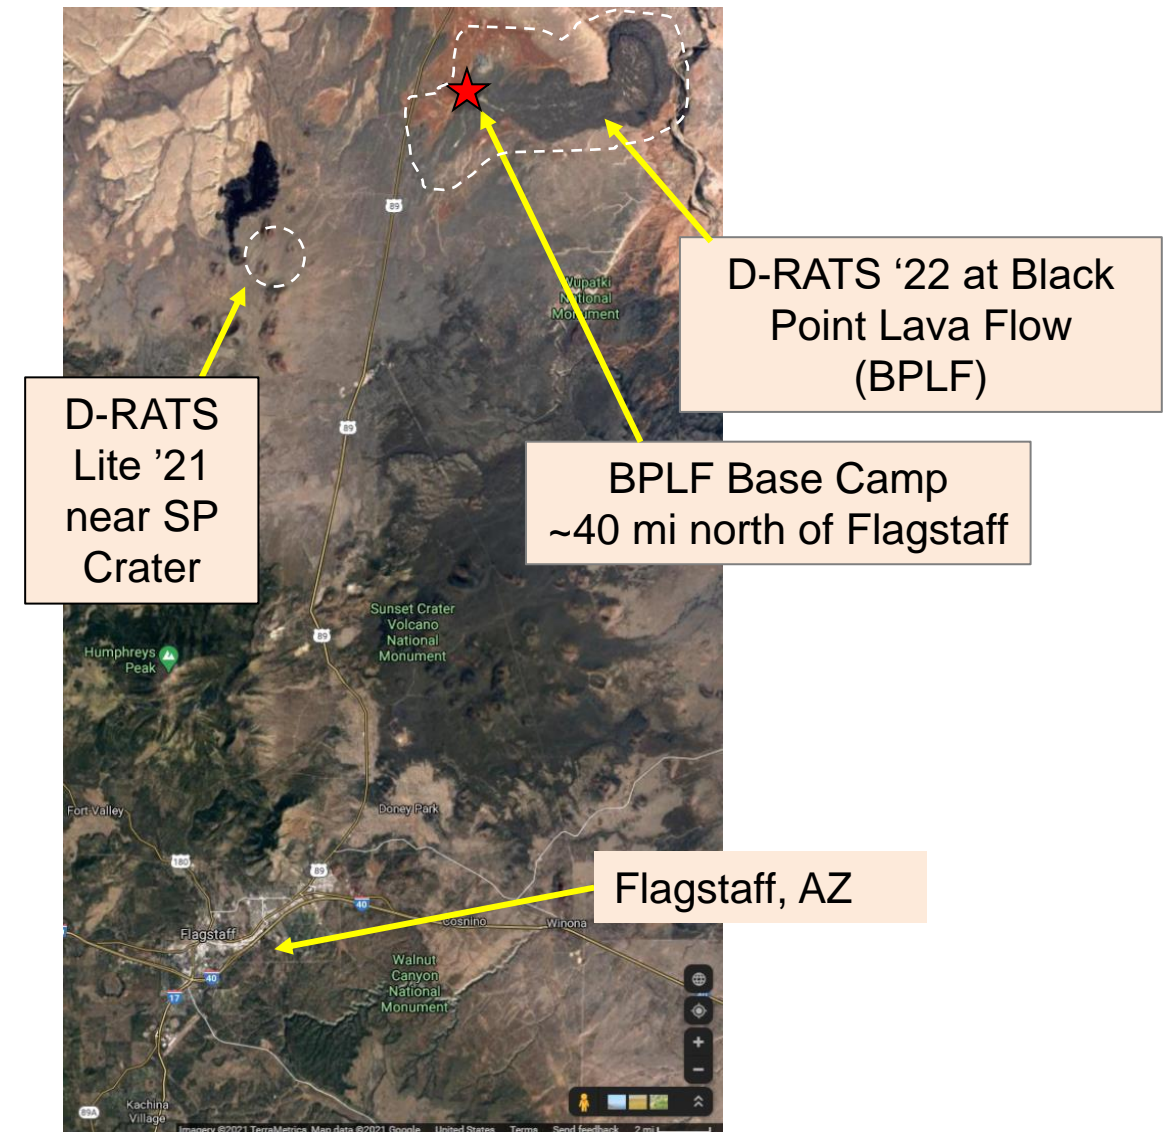 89
Wupatki
National
Monument
D-RATS ‘22 at Black
Point Lava Flow
(BPLF)
D-RATS
Lite ’21
near SP
Crater
89
BPLF Base Camp
~40 mi north of Flagstaff
Sunset Crater
Volcano
National
Monument
89
Humphreys
Peak
Fort Valley
Doney Park
180
89
Flagstaff, AZ
40
Cosnino
Winona
Flagstaff
Walnut
Canyon
National
Monument
40
17
89A
Kachina
Village
Imagery ©2021 TerraMetrics, Map data ©2021 Google United States Terms Send feedback 2 mi